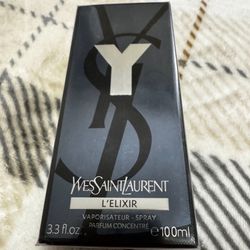 Y
YVESSAINTLAURENT
L'ELIXIR
VAPORISATEUR - SPRAY
PARFUM CONCENTRÉ
3.3 fl.oz. ℮100ml